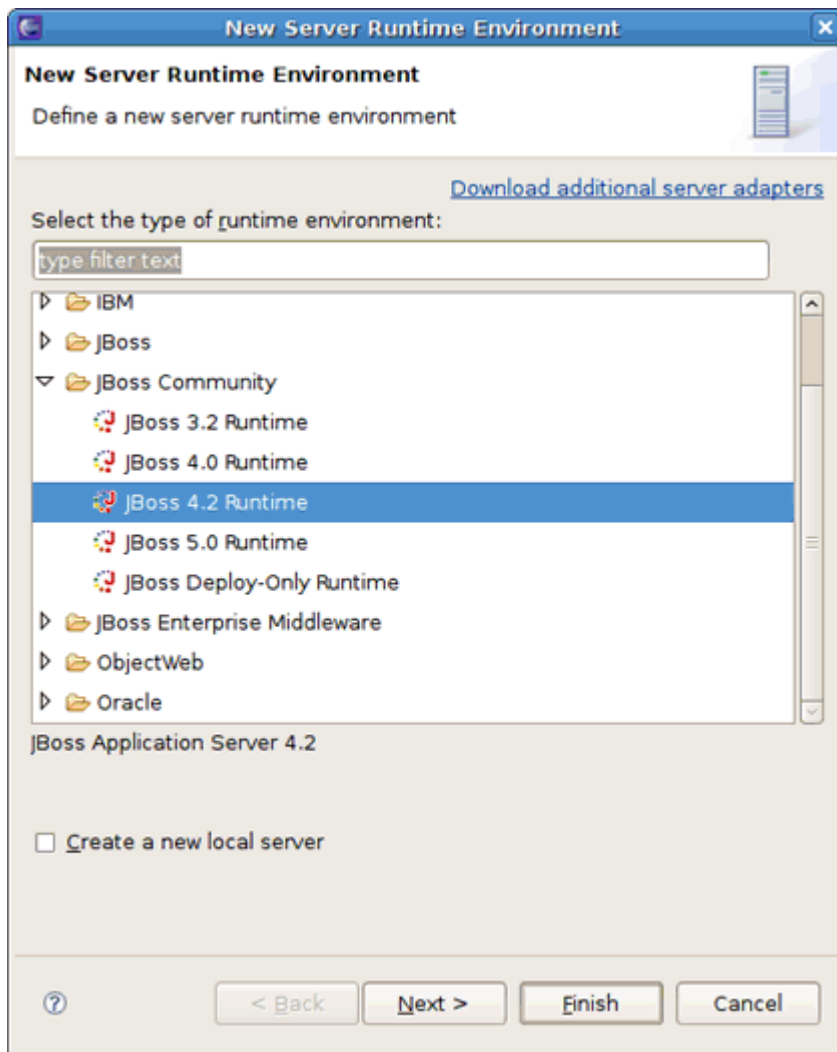 New Server Runtime Environment
New Server Runtime Environment
Define a new server runtime environment
Download additional server adapters
Select the type of runtime environment:
type filter text
IBM
JBoss
JBoss Community
JBoss 3.2 Runtime
JBoss 4.0 Runtime
JBoss 4.2 Runtime
JBoss 5.0 Runtime
JBoss Deploy-Only Runtime
JBoss Enterprise Middleware
ObjectWeb
Oracle
JBoss Application Server 4.2
Create a new local server
< Back Next > Finish Cancel